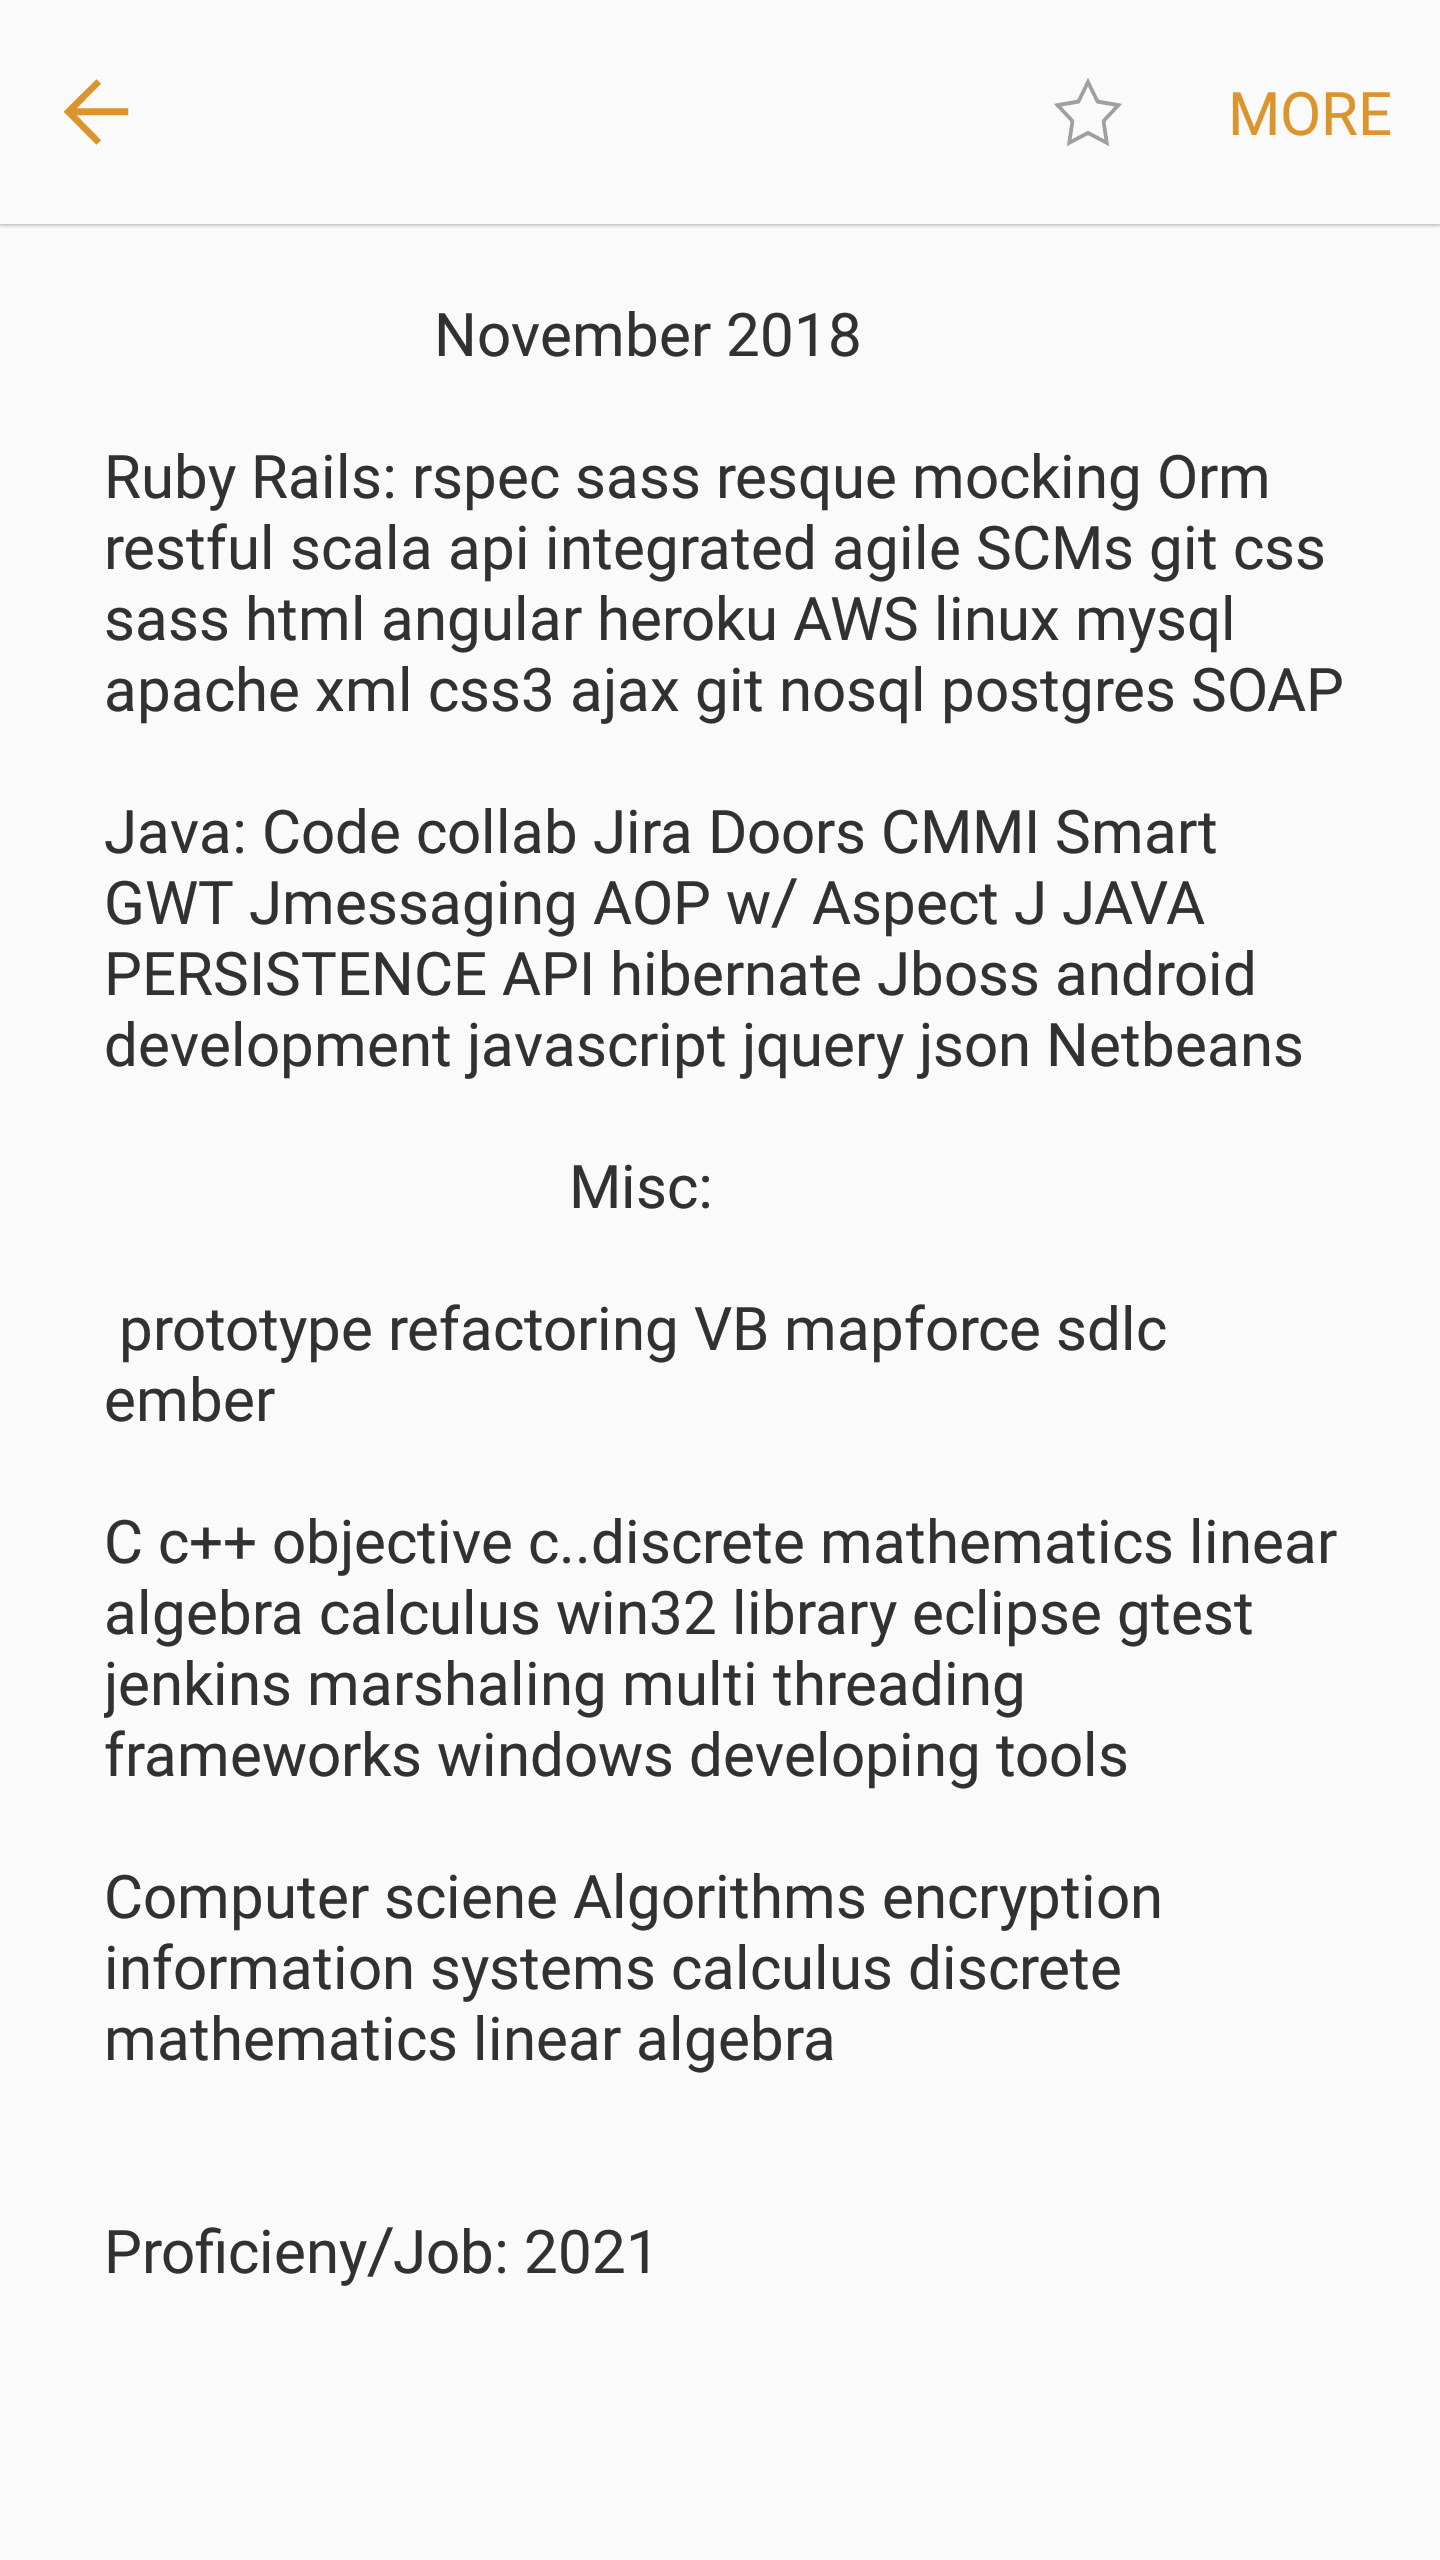 MORE
November 2018
Ruby Rails: rspec sass resque mocking Orm
restful scala api integrated agile SCMs git css
sass html angular heroku AWS linux mysql
apache xml css3 ajax git nosql postgres SOAP
Java: Code collab Jira Doors CMMI Smart
GWT Jmessaging AOP w/ Aspect J JAVA
PERSISTENCE API hibernate Jboss android
development javascript jquery json Netbeans
Misc:
prototype refactoring VB mapforce sdlc
ember
C c++ objective c..discrete mathematics linear
algebra calculus win32 library eclipse gtest
jenkins marshaling multi threading
frameworks windows developing tools
Computer sciene Algorithms encryption
information systems calculus discrete
mathematics linear algebra
Proficieny/Job: 2021